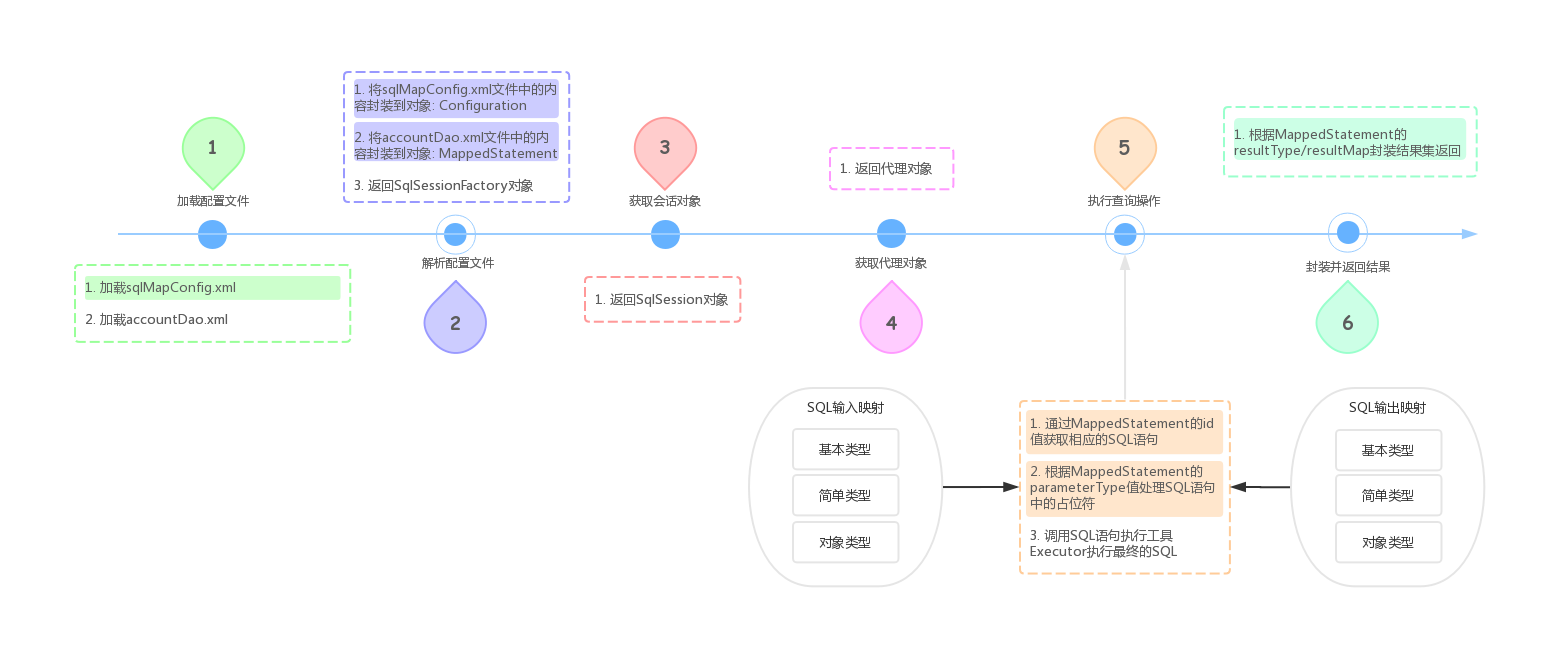 1
加载配置文件
1. 加载sqlMapConfig.xml
2. 加载accountDao.xml
1. 将sqlMapConfig.xml文件中的内
容封装到对象: Configuration
2. 将accountDao.xml文件中的内
容封装到对象: MappedStatement
3. 返回SqlSessionFactory对象
解析配置文件
2
3
获取会话对象
1. 返回SqlSession对象
1. 返回代理对象
获取代理对象
4
5
执行查询操作
1. 根据MappedStatement的
resultType/resultMap封装结果集返回
封装并返回结果
6
SQL输入映射
基本类型
简单类型
对象类型
1. 通过MappedStatement的id
值获取相应的SQL语句
2. 根据MappedStatement的
parameterType值处理SQL语句
中的占位符
3. 调用SQL语句执行工具
Executor执行最终的SQL
SQL输出映射
基本类型
简单类型
对象类型